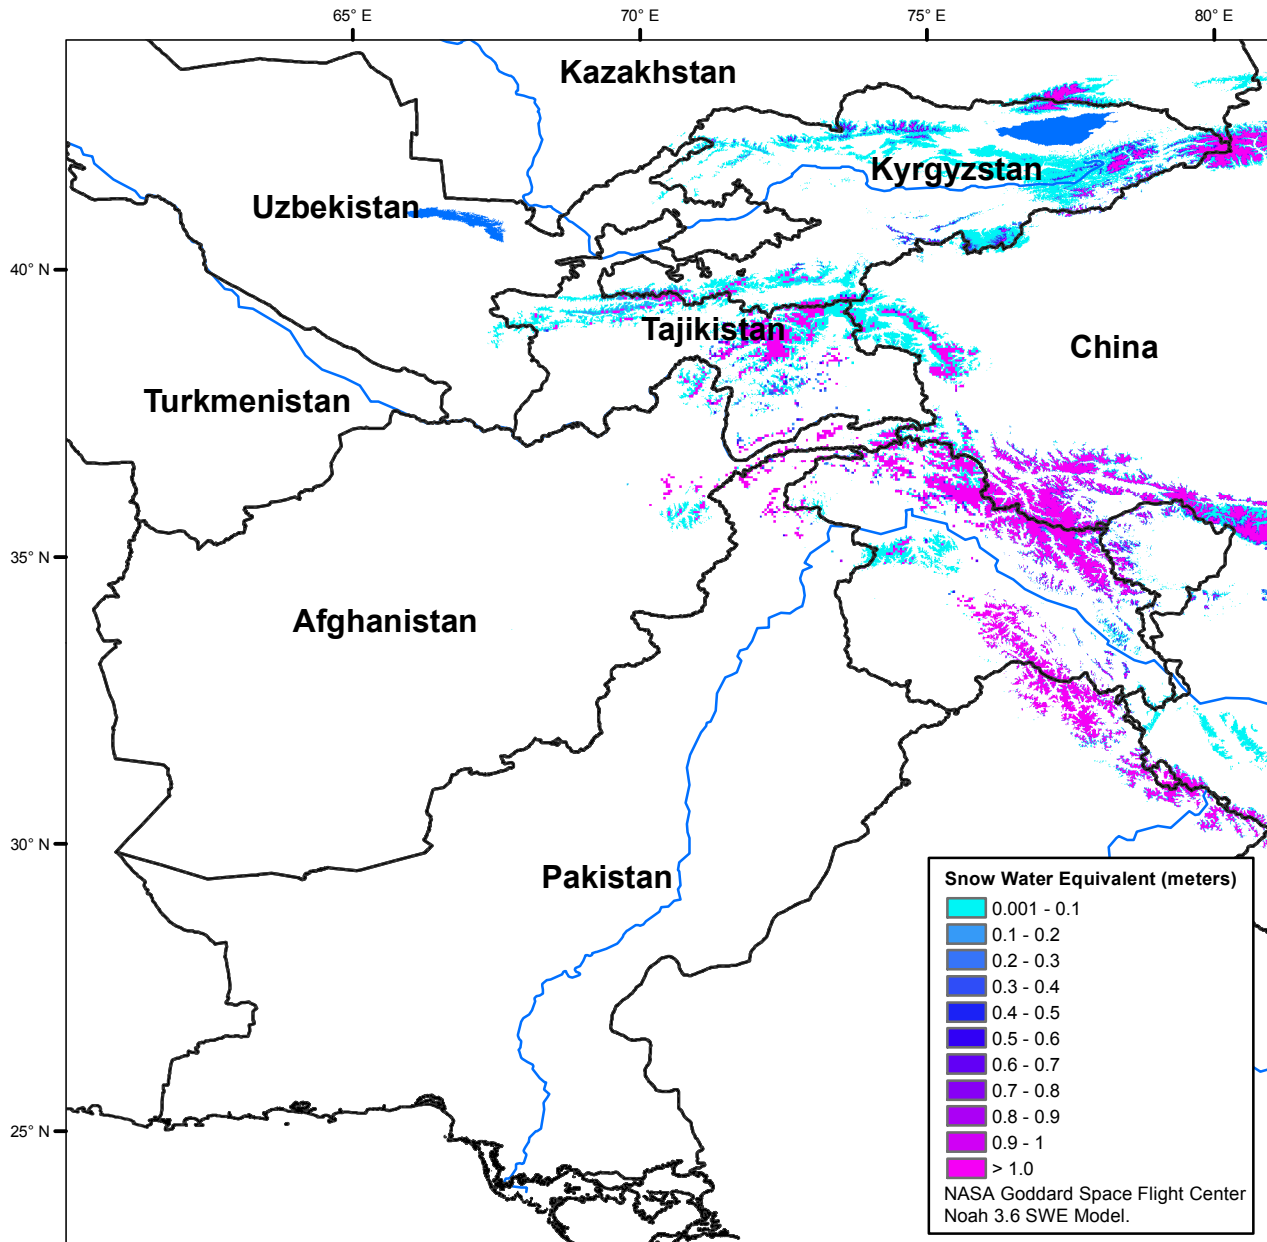 65° E
70° E
75° E
80° E
Kazakhstan
Kyrgyzstan
Uzbekistan
40° N
Tajikistan
China
Turkmenistan
35° N
Afghanistan
30° N
Pakistan
Snow Water Equivalent (meters)
0.001 - 0.1
0.1 - 0.2
0.2 - 0.3
0.3 - 0.4
0.4 - 0.5
0.5 - 0.6
0.6 - 0.7
0.7 - 0.8
0.8 - 0.9
0.9 - 1
> 1.0
NASA Goddard Space Flight Center
Noah 3.6 SWE Model.
25° N